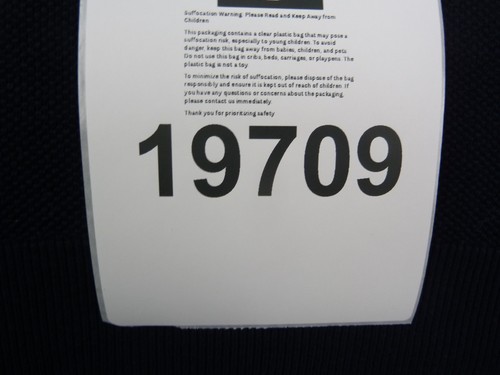 Suffocation Warning: Please Read and Keep Away from
Children
This packaging contains a clear plastic bag that may pose a
suffocation risk, especially to young children. To avoid
danger, keep this bag away from babies, children, and pets.
Do not use this bag in cribs, beds, carriages, or playpens. The
plastic bag is not a toy.
To minimize the risk of suffocation, please dispose of the bag
responsibly and ensure it is kept out of reach of children. If
you have any questions or concerns about the packaging,
please contact us immediately.
Thank you for prioritizing safety
19709